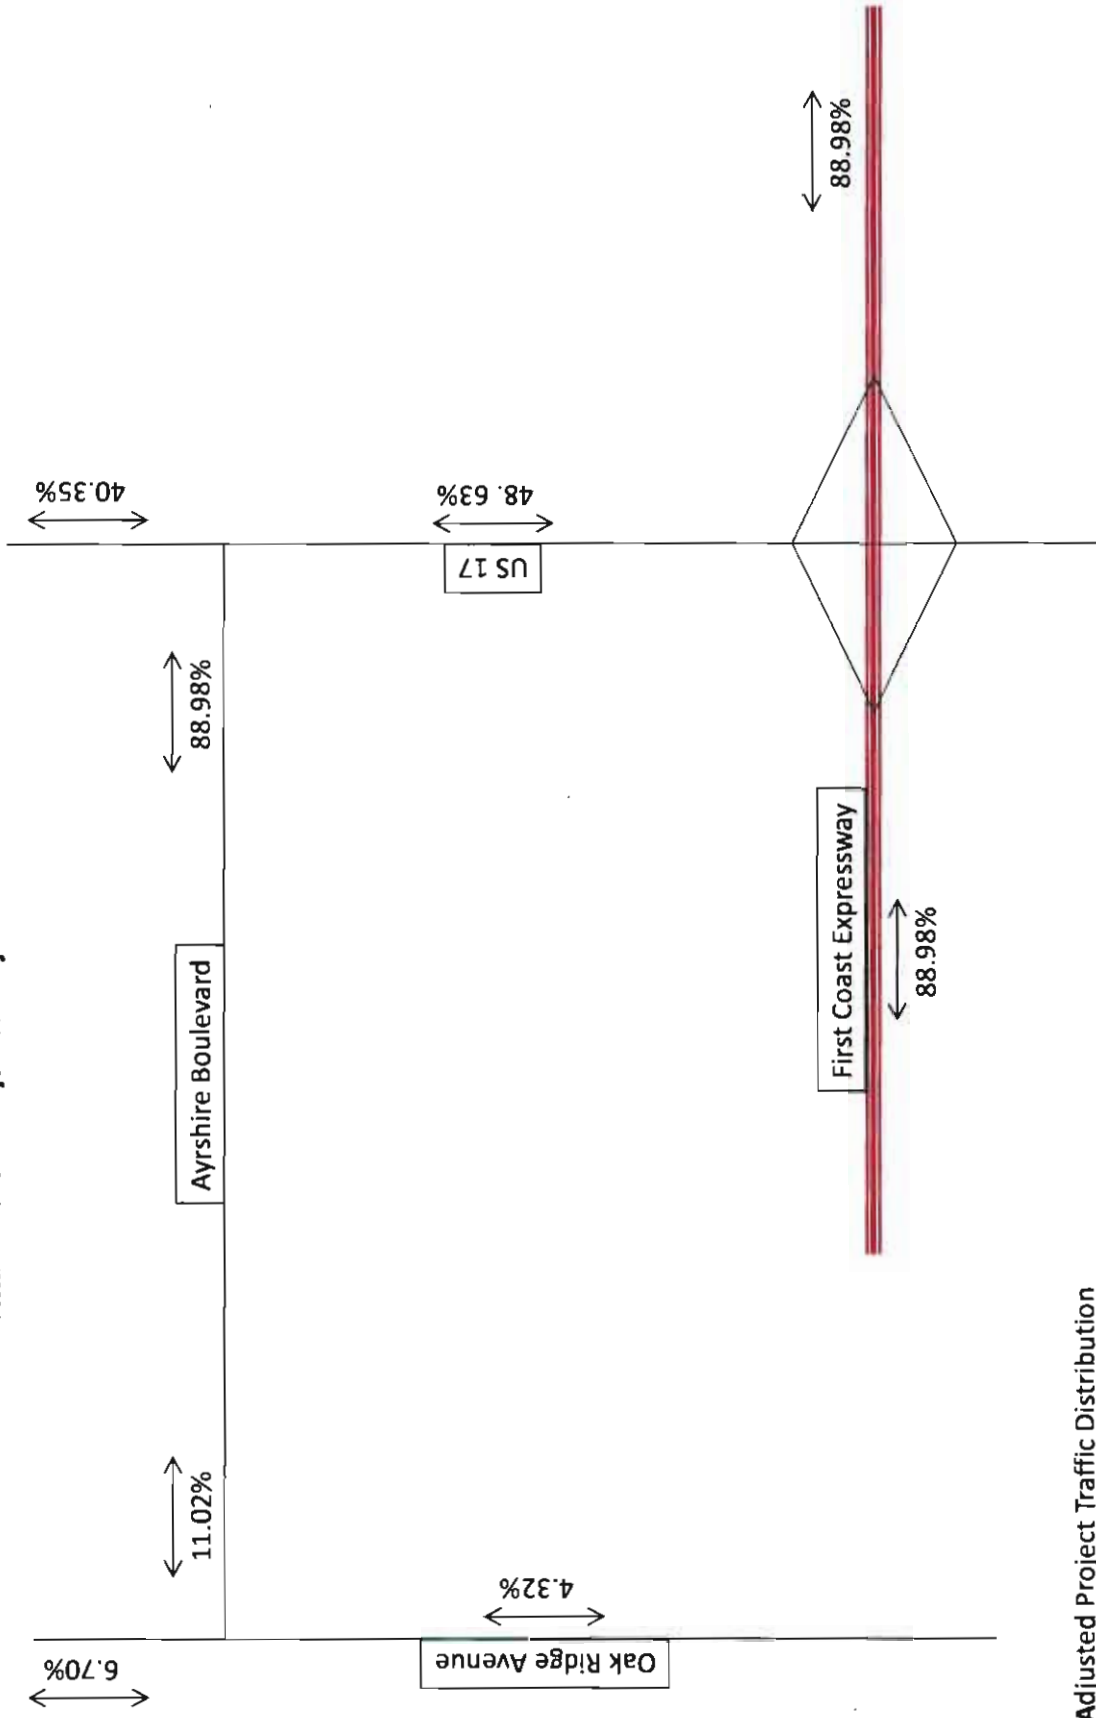 40.35%
6.70%
88.98%
11.02%
Ayrshire Boulevard
88.98%
48. 63%
US 17
4.32%
Oak Ridge Avenue
First Coast Expressway
88.98%
Adjusted Project Traffic Distribution